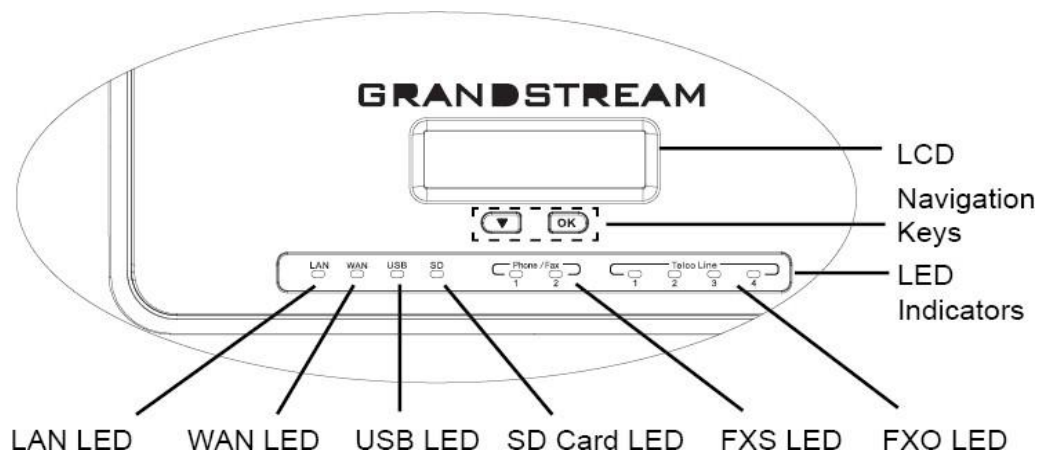 GRANDSTREAM
LCD
Navigation
Keys
OK
LAN WAN USB SD Phone / Fax Telco Line
1 2 1 2 3 4
LED
Indicators
LAN LED WAN LED USB LED SD Card LED FXS LED FXO LED